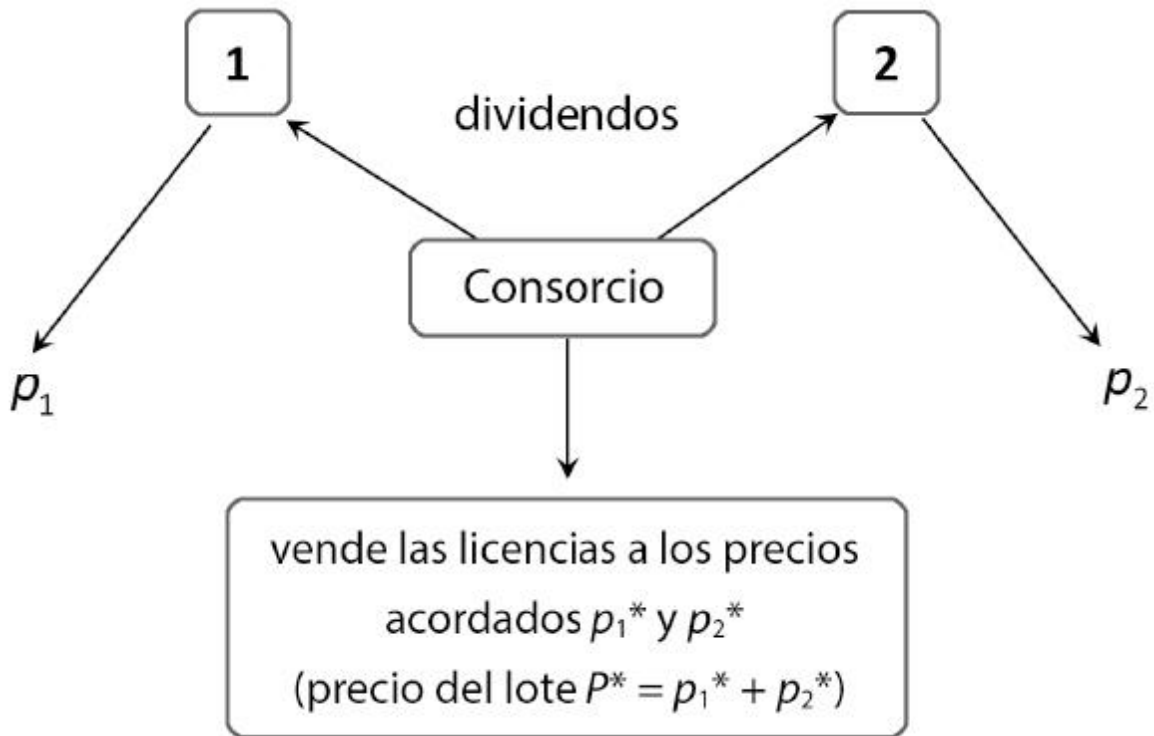 1
2
dividendos
Consorcio
p₁
p₂
vende las licencias a los precios
acordados p₁* y p₂*
(precio del lote P* = p₁* + p₂*)